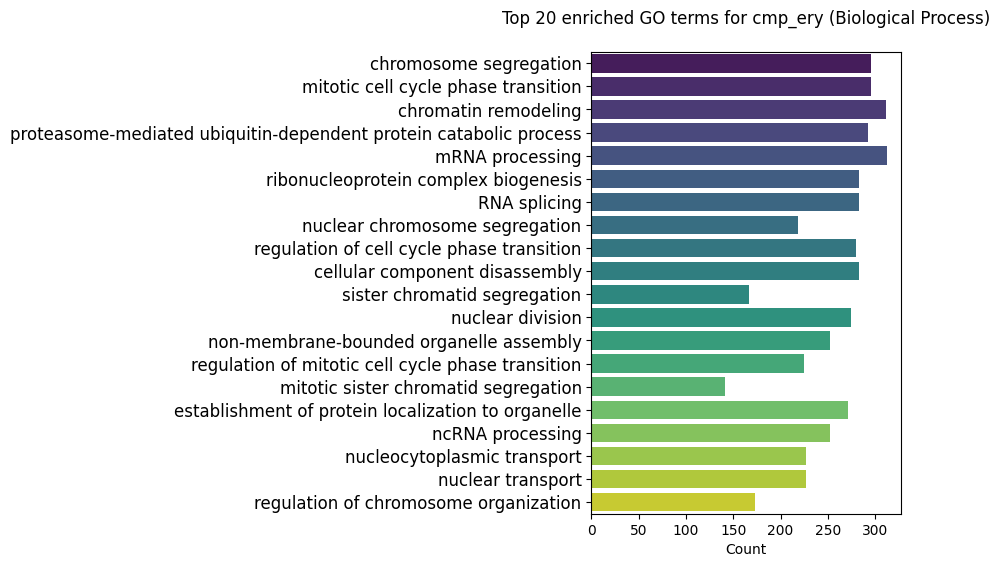 Top 20 enriched GO terms for cmp_ery (Biological Process)
chromosome segregation
mitotic cell cycle phase transition
chromatin remodeling
proteasome-mediated ubiquitin-dependent protein catabolic process
mRNA processing
ribonucleoprotein complex biogenesis
RNA splicing
nuclear chromosome segregation
regulation of cell cycle phase transition
cellular component disassembly
sister chromatid segregation
nuclear division
non-membrane-bounded organelle assembly
regulation of mitotic cell cycle phase transition
mitotic sister chromatid segregation
establishment of protein localization to organelle
ncRNA processing
nucleocytoplasmic transport
nuclear transport
regulation of chromosome organization
0 50 100 150 200 250 300
Count